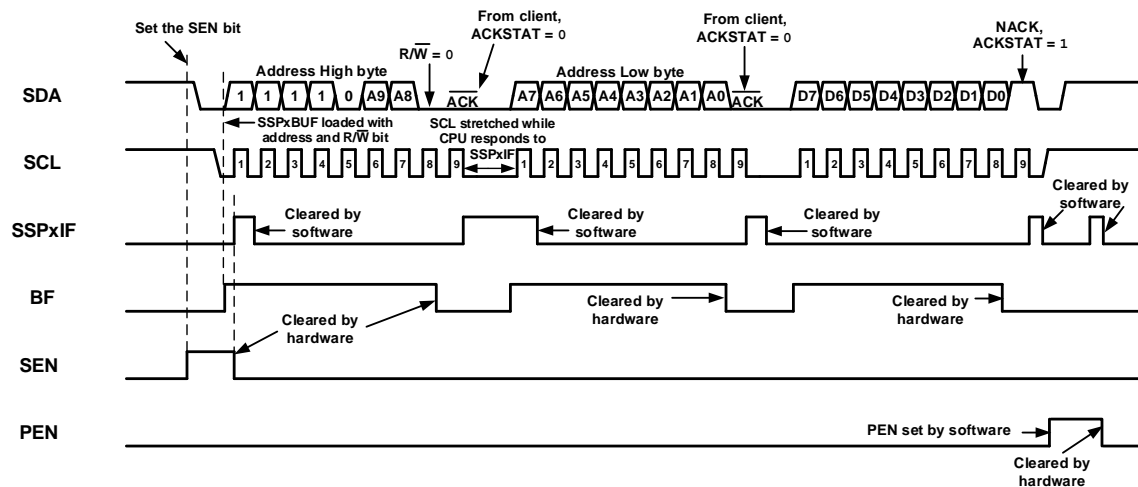 Set the SEN bit
From client,
ACKSTAT = 0
R/W = 0
From client,
ACKSTAT = 0
NACK,
ACKSTAT = 1
Address High byte
Address Low byte
SDA
1 1 1 1 0 A9 A8
ACK
A7 A6 A5 A4 A3 A2 A1 A0
ACK
D7 D6 D5 D4 D3 D2 D1 D0
SSPxBUF loaded with
address and R/W bit
SCL stretched while
CPU responds to
SSPxIF
SCL
1 2 3 4 5 6 7 8 9
1 2 3 4 5 6 7 8 9
1 2 3 4 5 6 7 8 9
SSPxIF
Cleared by
software
Cleared by
software
Cleared by
software
Cleared by
software
BF
Cleared by
hardware
Cleared by
hardware
Cleared by
hardware
SEN
PEN
PEN set by software
Cleared by
hardware